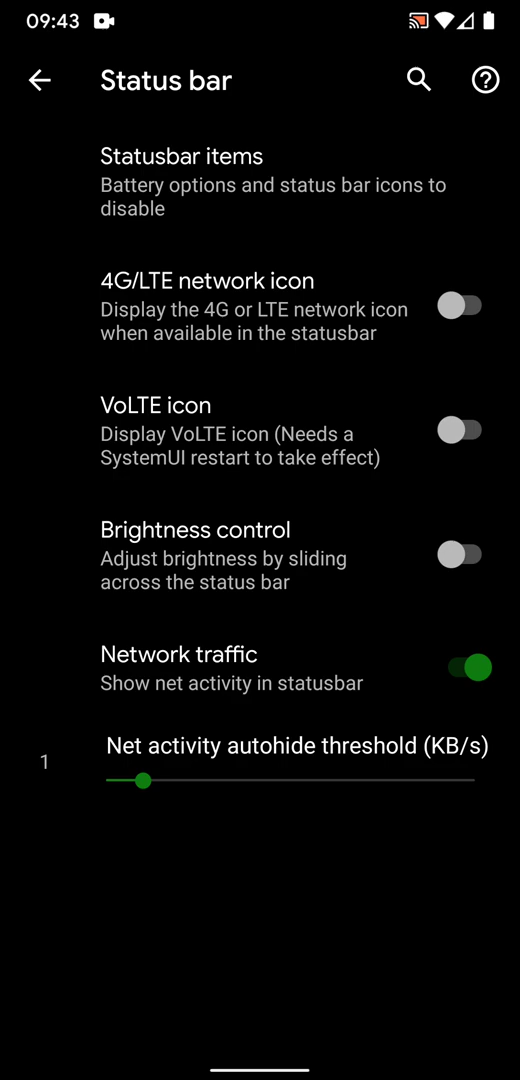 09:43
Status bar
Statusbar items
Battery options and status bar icons to
disable
4G/LTE network icon
Display the 4G or LTE network icon
when available in the statusbar
VoLTE icon
Display VoLTE icon (Needs a
SystemUI restart to take effect)
Brightness control
Adjust brightness by sliding
across the status bar
Network traffic
Show net activity in statusbar
Net activity autohide threshold (KB/s)
1